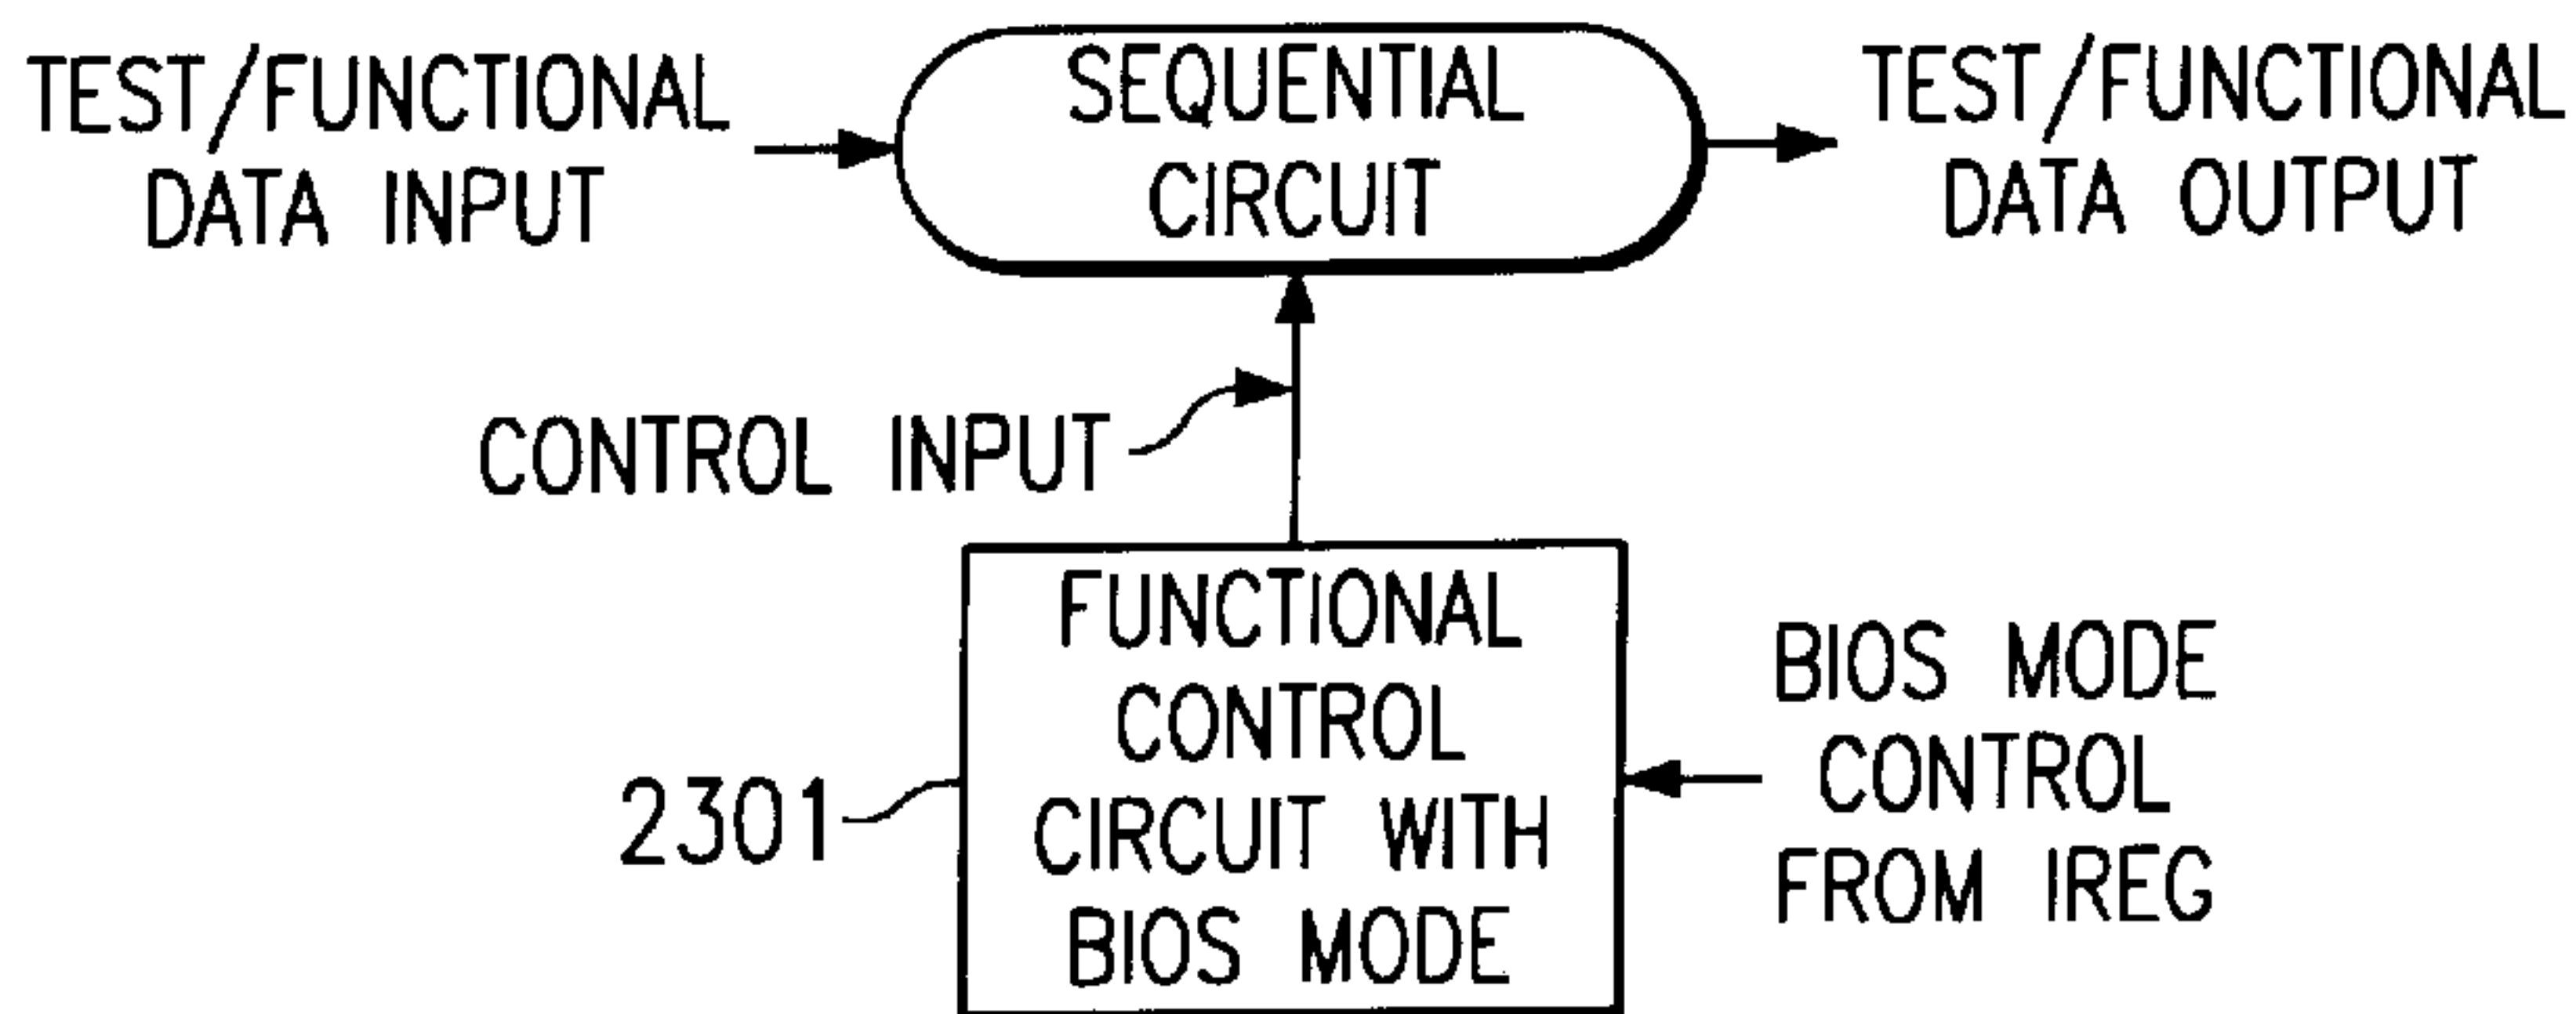 TEST/FUNCTIONAL
DATA INPUT
SEQUENTIAL
CIRCUIT
TEST/FUNCTIONAL
DATA OUTPUT
CONTROL INPUT
FUNCTIONAL
CONTROL
CIRCUIT WITH
BIOS MODE
2301
BIOS MODE
CONTROL
FROM IREG